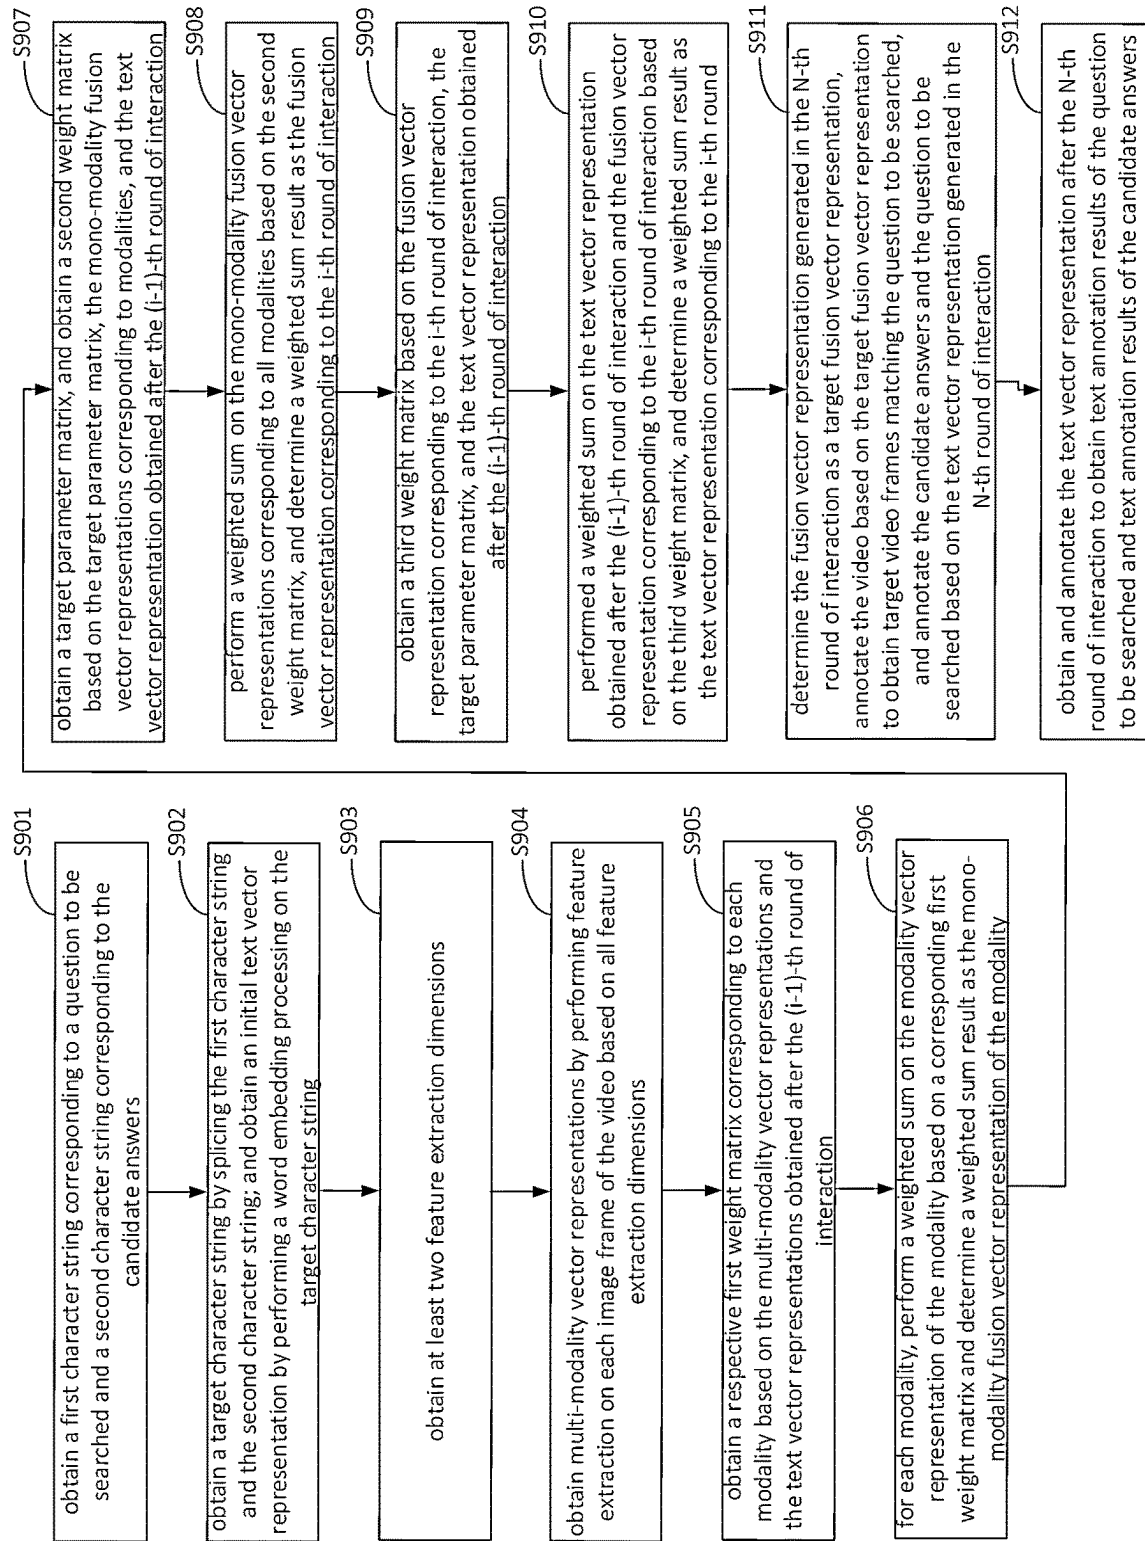 S901
obtain a first character string corresponding to a question to be
searched and a second character string corresponding to the
candidate answers
S902
obtain a target character string by splicing the first character string
and the second character string; and obtain an initial text vector
representation by performing a word embedding processing on the
target character string
S903
obtain at least two feature extraction dimensions
S904
obtain multi-modality vector representations by performing feature
extraction on each image frame of the video based on all feature
extraction dimensions
S905
obtain a respective first weight matrix corresponding to each
modality based on the multi-modality vector representations and
the text vector representations obtained after the (i-1)-th round of
interaction
S906
for each modality, perform a weighted sum on the modality vector
representation of the modality based on a corresponding first
weight matrix and determine a weighted sum result as the mono-
modality fusion vector representation of the modality
S907
obtain a target parameter matrix, and obtain a second weight matrix
based on the target parameter matrix, the mono-modality fusion
vector representations corresponding to modalities, and the text
vector representation obtained after the (i-1)-th round of interaction
S908
perform a weighted sum on the mono-modality fusion vector
representations corresponding to all modalities based on the second
weight matrix, and determine a weighted sum result as the fusion
vector representation corresponding to the i-th round of interaction
S909
obtain a third weight matrix based on the fusion vector
representation corresponding to the i-th round of interaction, the
target parameter matrix, and the text vector representation obtained
after the (i-1)-th round of interaction
S910
performed a weighted sum on the text vector representation
obtained after the (i-1)-th round of interaction and the fusion vector
representation corresponding to the i-th round of interaction based
on the third weight matrix, and determine a weighted sum result as
the text vector representation corresponding to the i-th round
S911
determine the fusion vector representation generated in the N-th
round of interaction as a target fusion vector representation,
annotate the video based on the target fusion vector representation
to obtain target video frames matching the question to be searched,
and annotate the candidate answers and the question to be
searched based on the text vector representation generated in the
N-th round of interaction
S912
obtain and annotate the text vector representation after the N-th
round of interaction to obtain text annotation results of the question
to be searched and text annotation results of the candidate answers